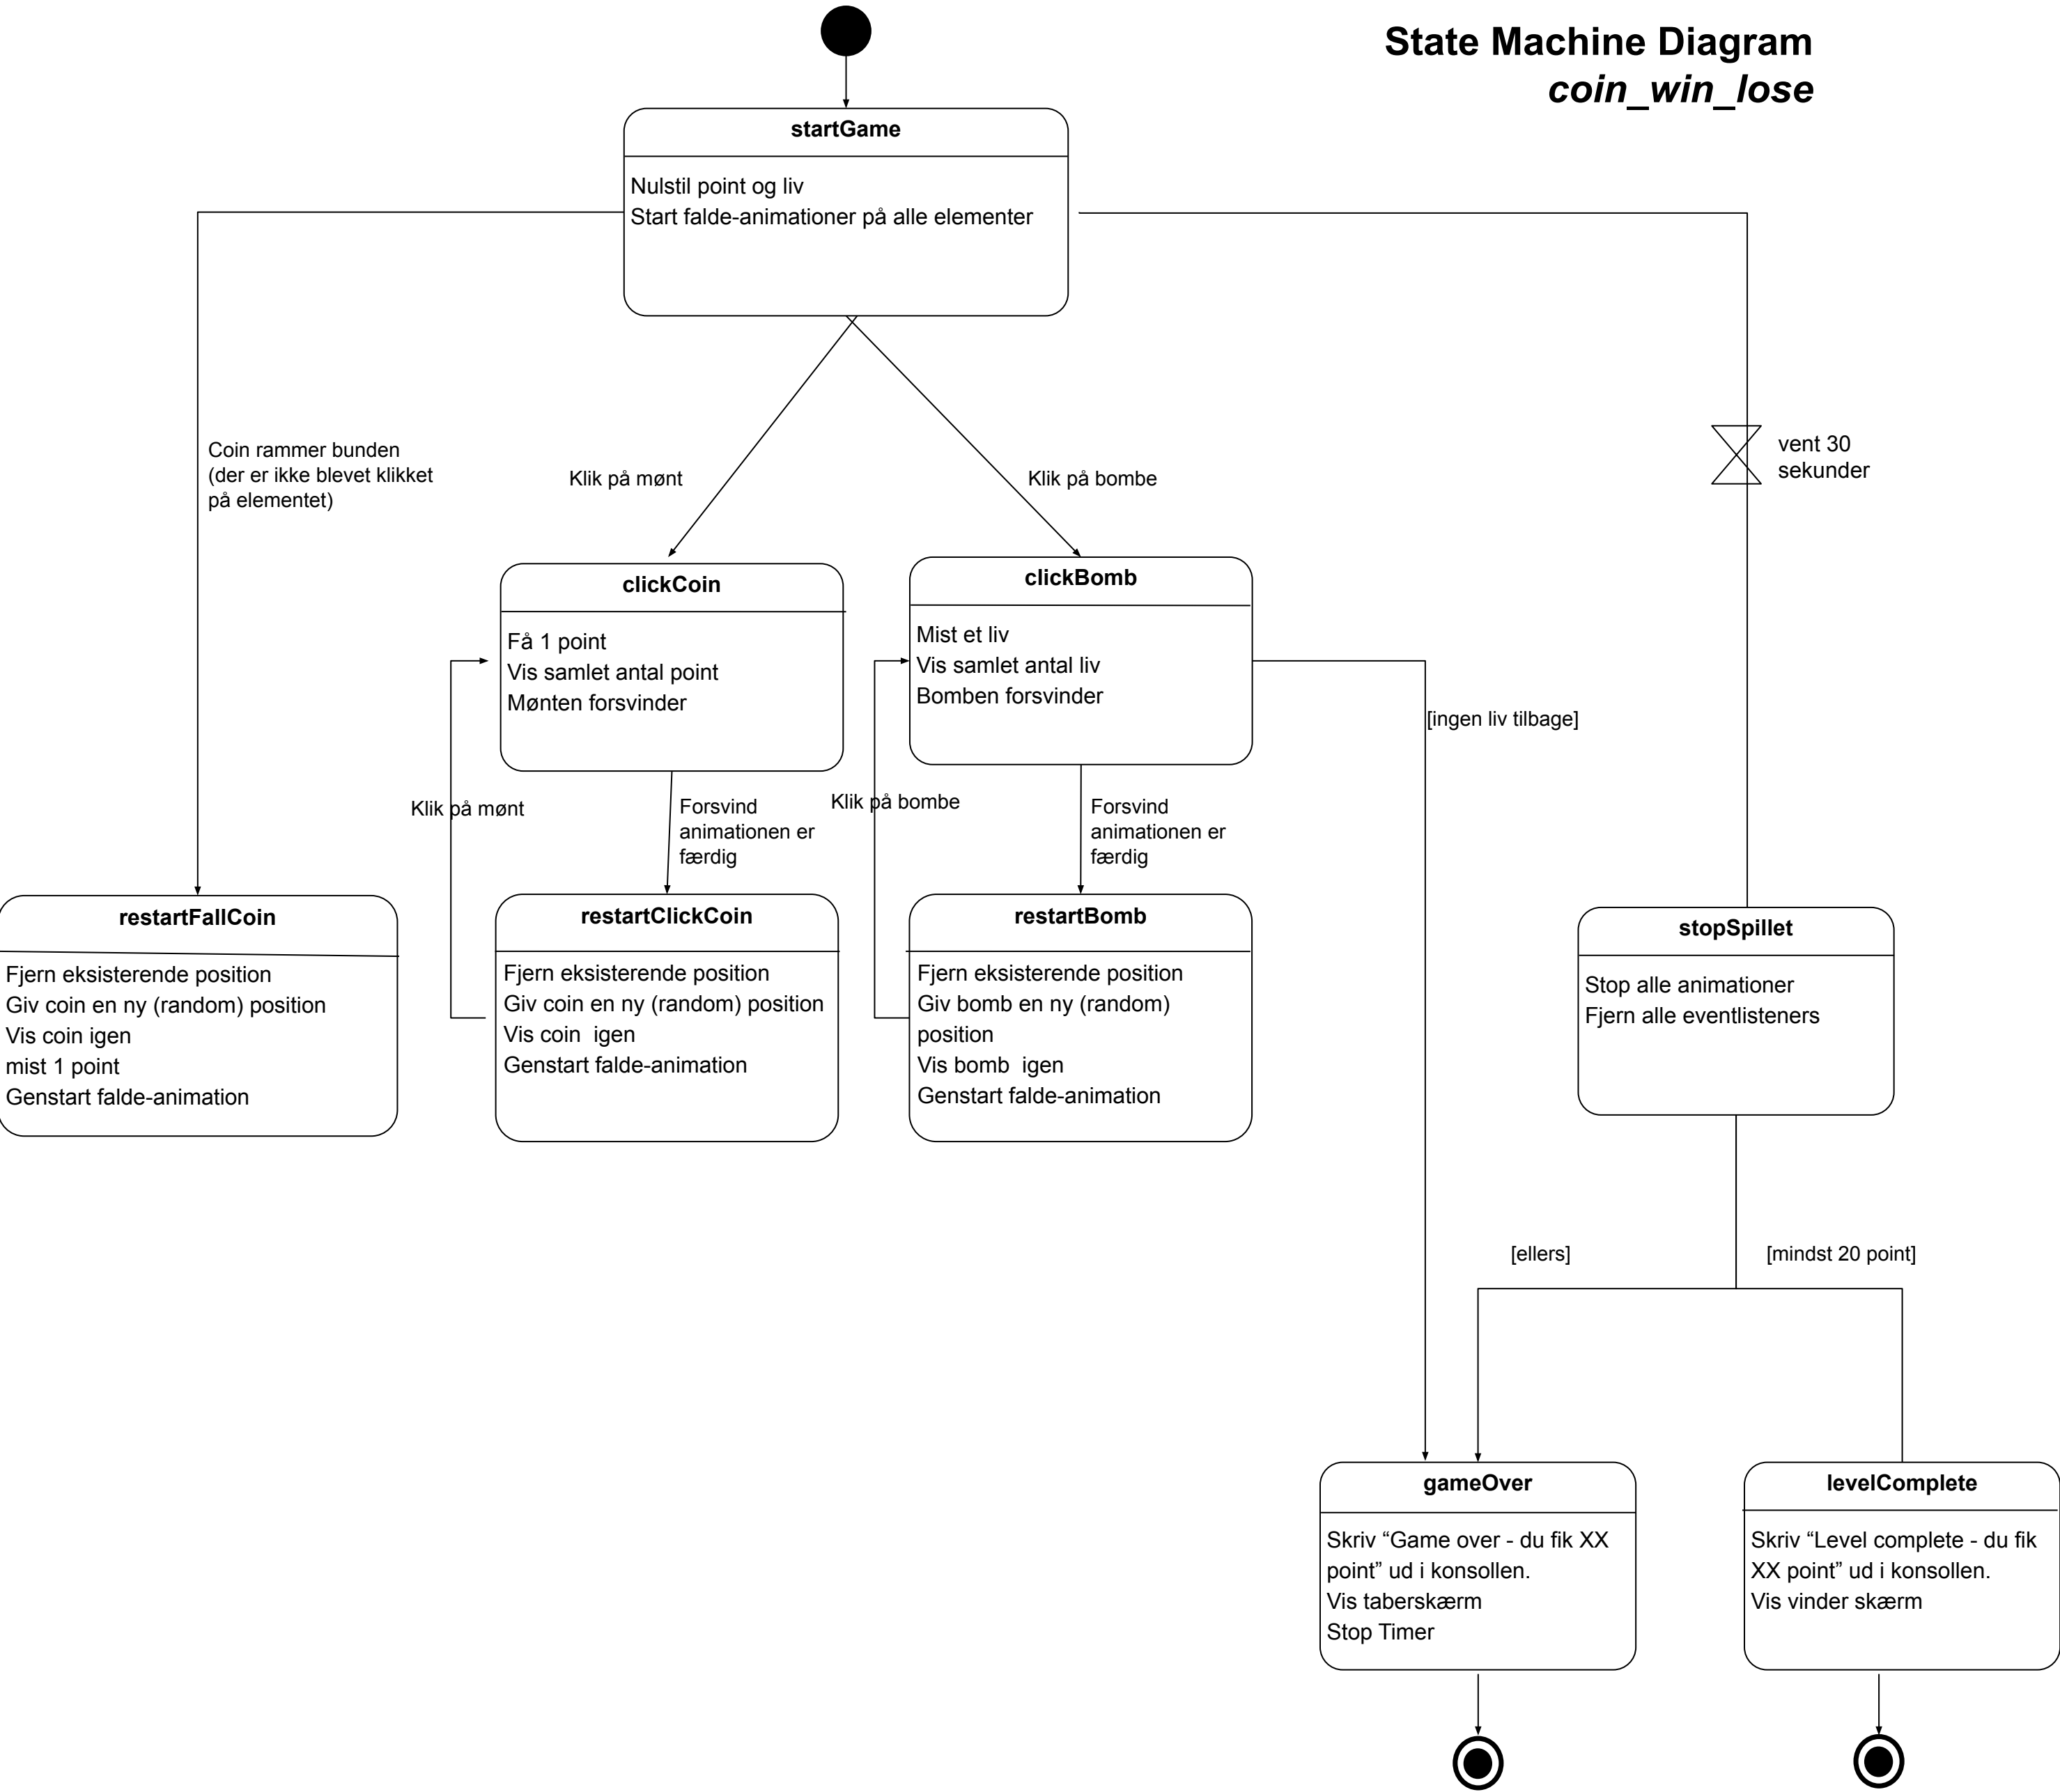 State Machine Diagram
coin_win_lose
startGame
Nulstil point og liv
Start falde-animationer på alle elementer
Coin rammer bunden
(der er ikke blevet klikket
på elementet)
Klik på mønt
Klik på bombe
vent 30
sekunder
clickCoin
Få 1 point
Vis samlet antal point
Mønten forsvinder
clickBomb
Mist et liv
Vis samlet antal liv
Bomben forsvinder
[ingen liv tilbage]
Klik på mønt
Forsvind
animationen er
færdig
Klik på bombe
Forsvind
animationen er
færdig
restartFallCoin
Fjern eksisterende position
Giv coin en ny (random) position
Vis coin igen
mist 1 point
Genstart falde-animation
restartClickCoin
Fjern eksisterende position
Giv coin en ny (random) position
Vis coin  igen
Genstart falde-animation
restartBomb
Fjern eksisterende position
Giv bomb en ny (random)
position
Vis bomb  igen
Genstart falde-animation
stopSpillet
Stop alle animationer
Fjern alle eventlisteners
[ellers]
[mindst 20 point]
gameOver
Skriv “Game over - du fik XX
point” ud i konsollen.
Vis taberskærm
Stop Timer
levelComplete
Skriv “Level complete - du fik
XX point” ud i konsollen.
Vis vinder skærm